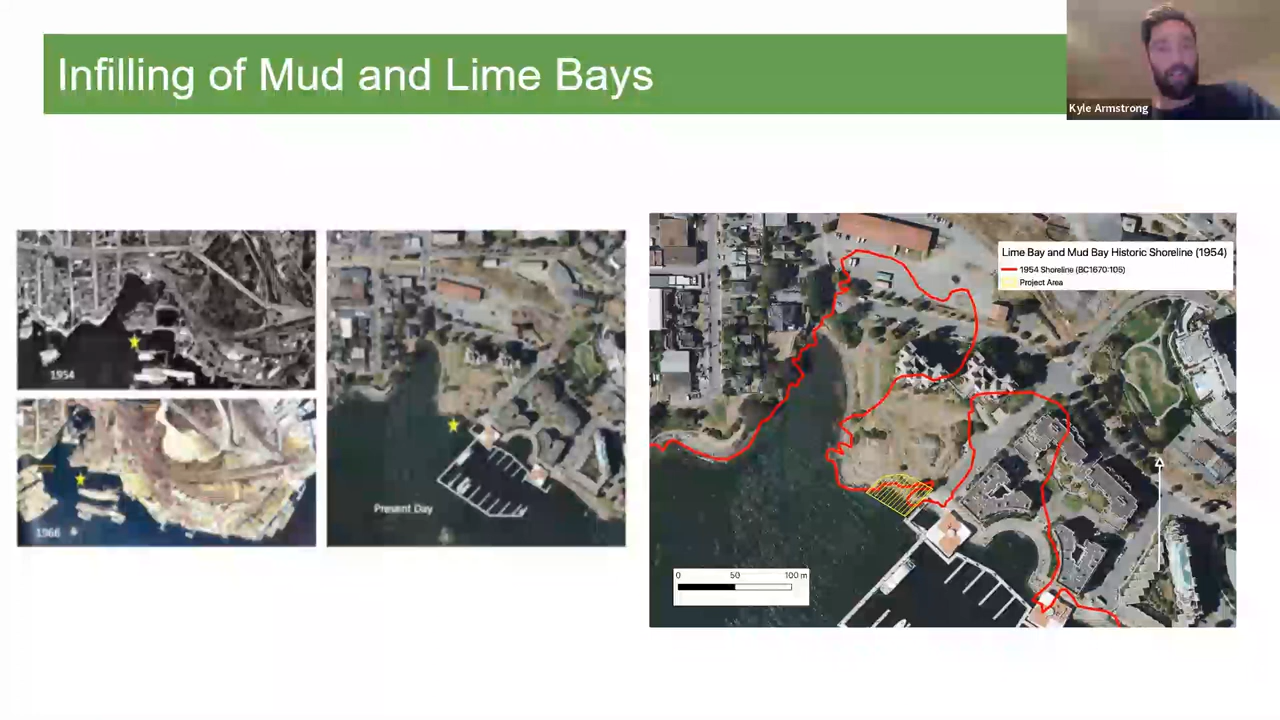 Infilling of Mud and Lime Bays
Kyle Armstrong
1954
1966
Present Day
Lime Bay and Mud Bay Historic Shoreline (1954)
1954 Shoreline (BC1670:105)
Project Area
0 50 100 m